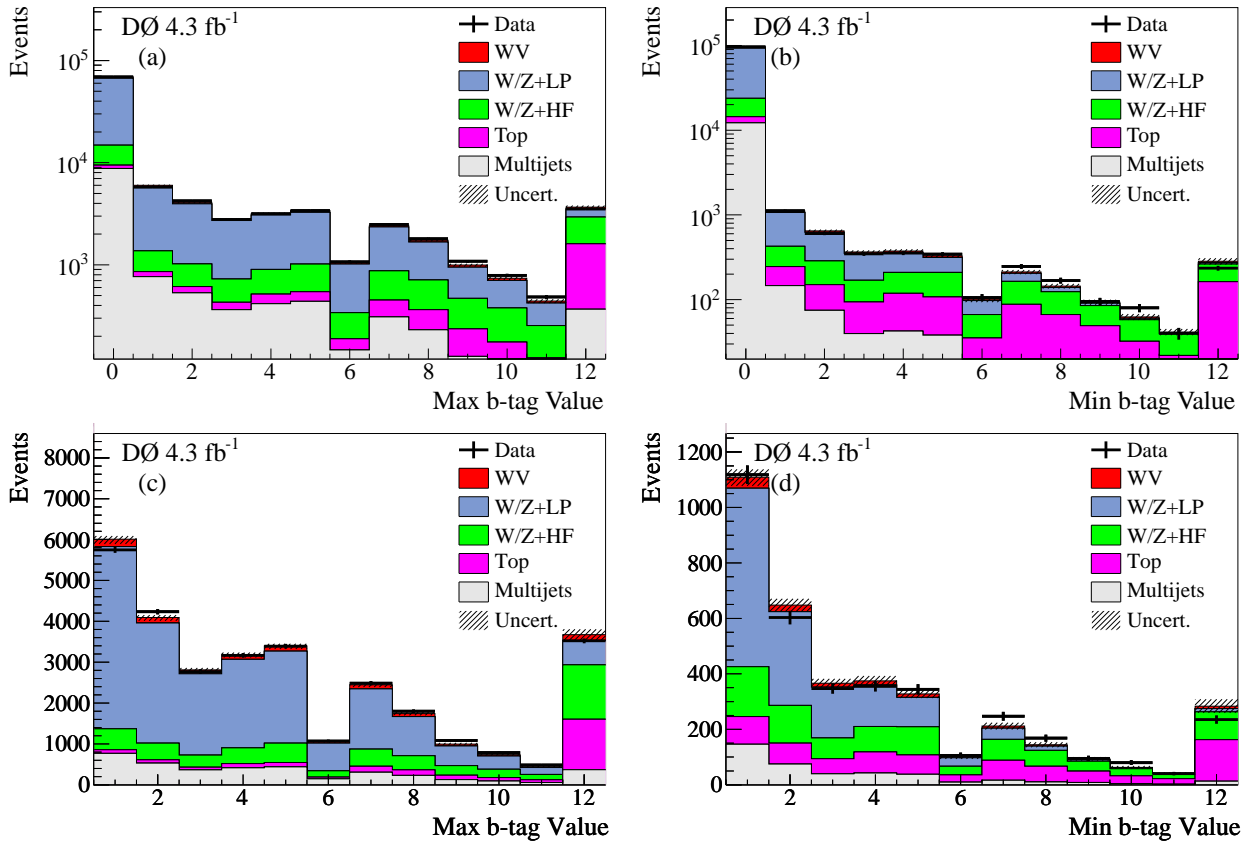 Events
DØ 4.3 fb-1
(a)
Data
WV
W/Z+LP
W/Z+HF
Top
Multijets
Uncert.
10^5
10^4
10^3
0 2 4 6 8 10 12
Max b-tag Value
Events
DØ 4.3 fb-1
(b)
Data
WV
W/Z+LP
W/Z+HF
Top
Multijets
Uncert.
10^5
10^4
10^3
10^2
0 2 4 6 8 10 12
Min b-tag Value
Events
DØ 4.3 fb-1
(c)
Data
WV
W/Z+LP
W/Z+HF
Top
Multijets
Uncert.
8000
7000
6000
5000
4000
3000
2000
1000
0
2 4 6 8 10 12
Max b-tag Value
Events
DØ 4.3 fb-1
(d)
Data
WV
W/Z+LP
W/Z+HF
Top
Multijets
Uncert.
1200
1000
800
600
400
200
0
2 4 6 8 10 12
Min b-tag Value